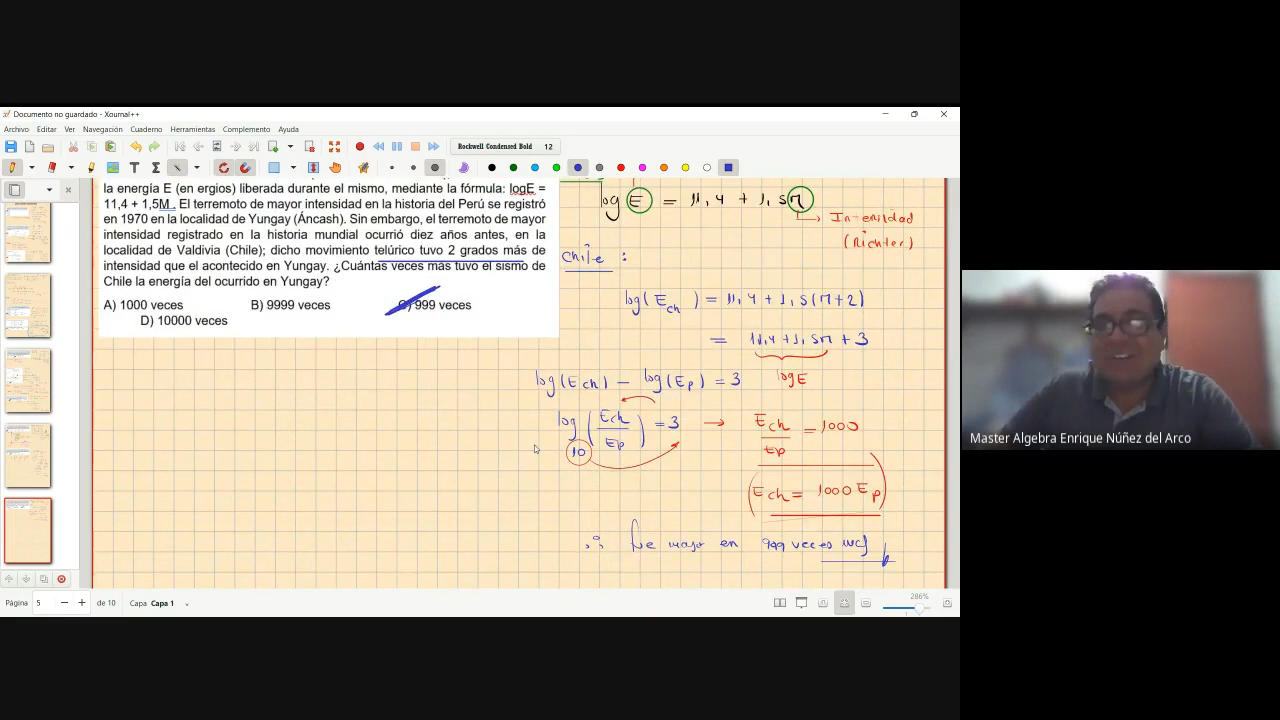 Documento no guardado - Xournal++
Archivo Editar Ver Navegación Cuaderno Herramientas Complemento Ayuda
Rockwell Condensed Bold 12
la energía E (en ergios) liberada durante el mismo, mediante la fórmula: logE =
11,4 + 1,5M . El terremoto de mayor intensidad en la historia del Perú se registró
en 1970 en la localidad de Yungay (Áncash). Sin embargo, el terremoto de mayor
intensidad registrado en la historia mundial ocurrió diez años antes, en la
localidad de Valdivia (Chile); dicho movimiento telúrico tuvo 2 grados más de
intensidad que el acontecido en Yungay. ¿Cuántas veces más tuvo el sismo de
Chile la energía del ocurrido en Yungay?
A) 1000 veces B) 9999 veces C) 999 veces
D) 10000 veces
log E = 11,4 + 1,5M
Intensidad
(Richter)
Chile :
log(Ech) = 11,4 + 1,5(M+2)
= 11,4 + 1,5M + 3
logE
log(Ech) − log(Ep) = 3
log10 (Ech/Ep) = 3 → Ech/Ep = 1000
(Ech = 1000 Ep)
∴ Fue mayor en 999 veces
Master Algebra Enrique Núñez del Arco
Página 5 de 10 Capa Capa 1
286%